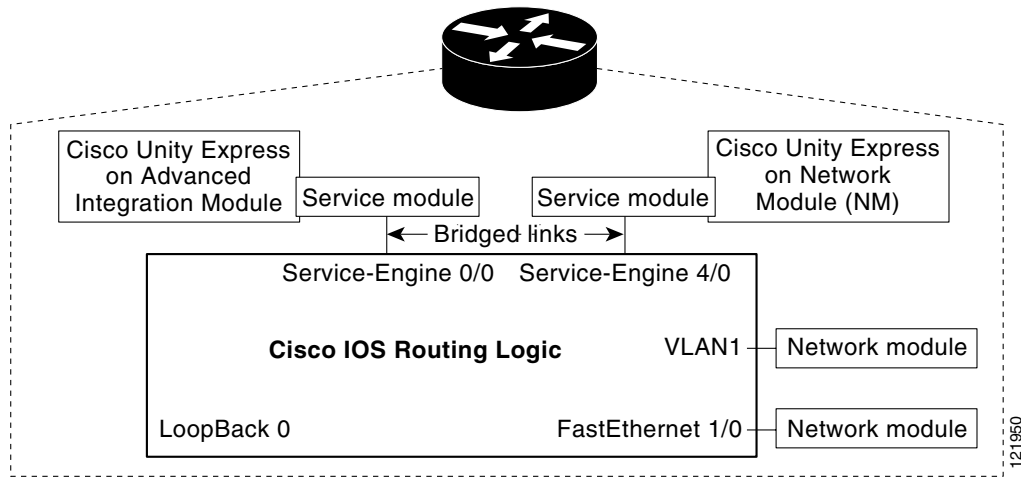 Cisco Unity Express
on Advanced
Integration Module
Service module
Service module
Cisco Unity Express
on Network
Module (NM)
Bridged links
Service-Engine 0/0
Service-Engine 4/0
Cisco IOS Routing Logic
VLAN1
Network module
LoopBack 0
FastEthernet 1/0
Network module
121950